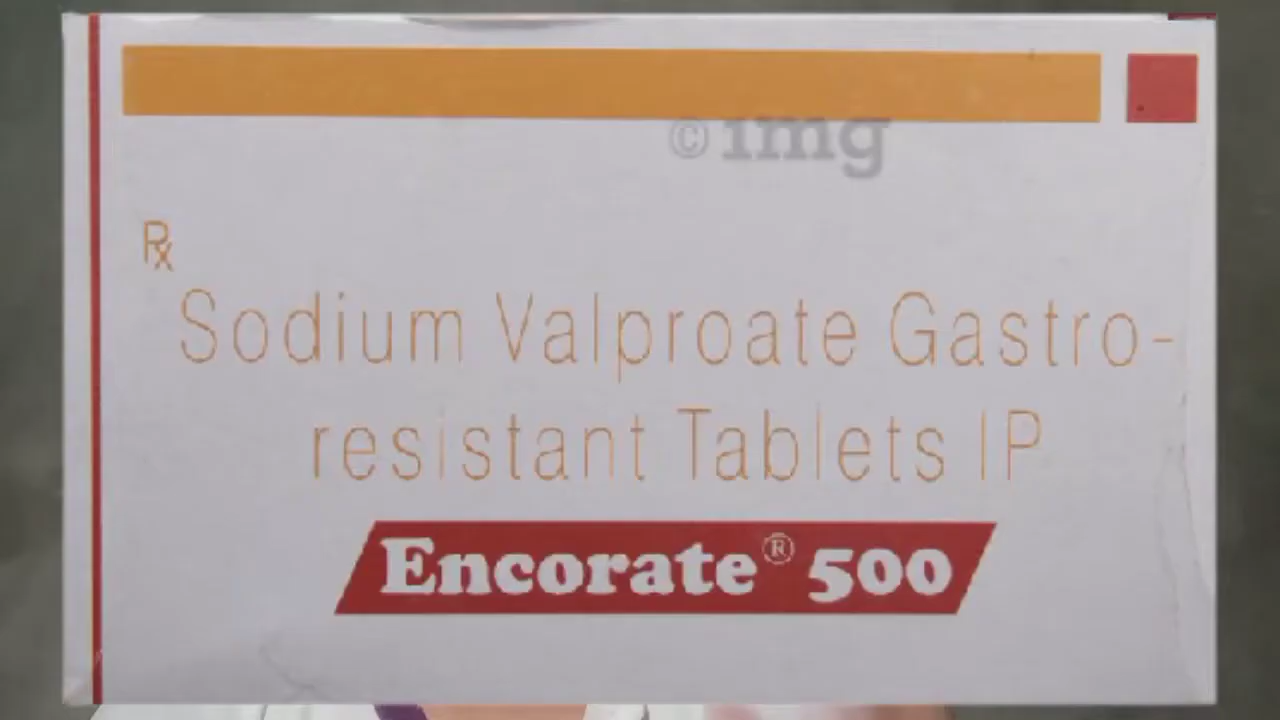 © 1mg
Rx
Sodium Valproate Gastro-
resistant Tablets IP
Encorate® 500